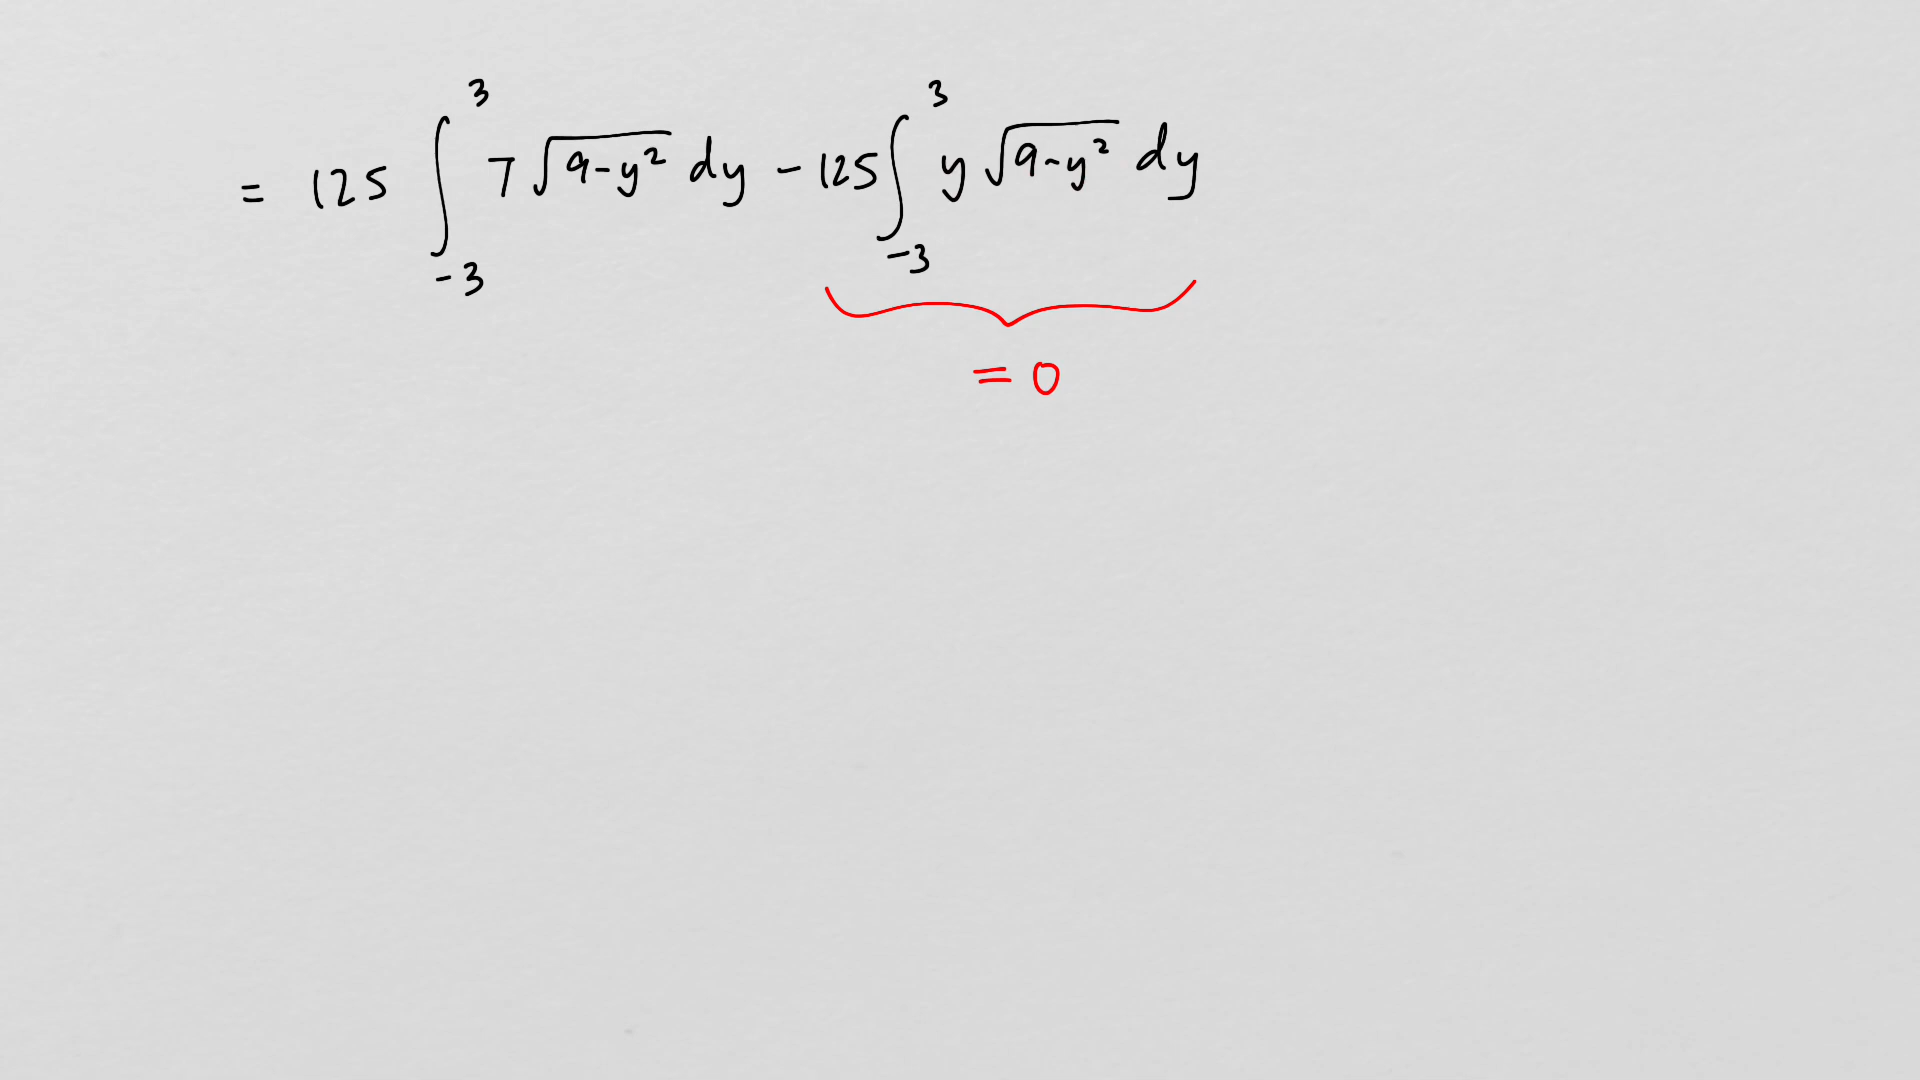 = 125 ∫_{-3}^{3} 7√(9-y²) dy - 125 ∫_{-3}^{3} y√(9-y²) dy
= 0